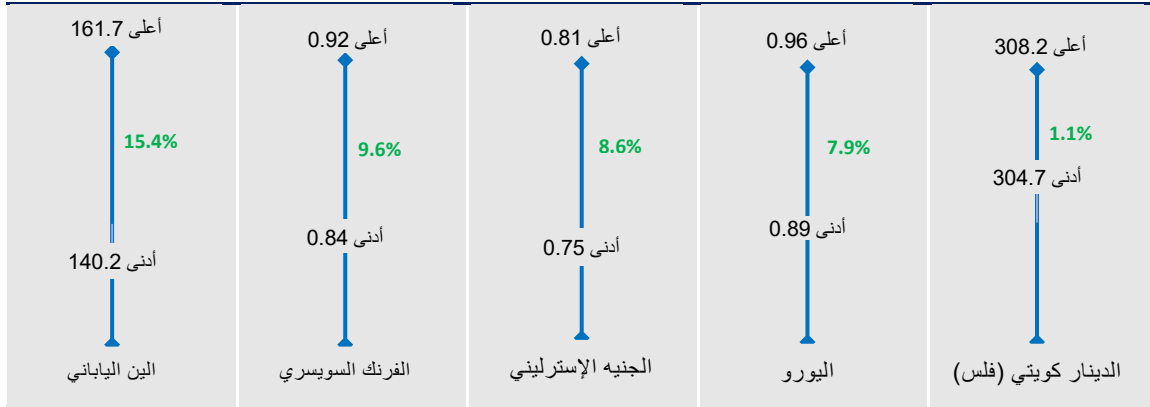 أعلى 308.2
1.1%
أدنى 304.7
الدينار كويتي (فلس)
أعلى 0.96
7.9%
أدنى 0.89
اليورو
أعلى 0.81
8.6%
أدنى 0.75
الجنيه الإسترليني
أعلى 0.92
9.6%
أدنى 0.84
الفرنك السويسري
أعلى 161.7
15.4%
أدنى 140.2
الين الياباني